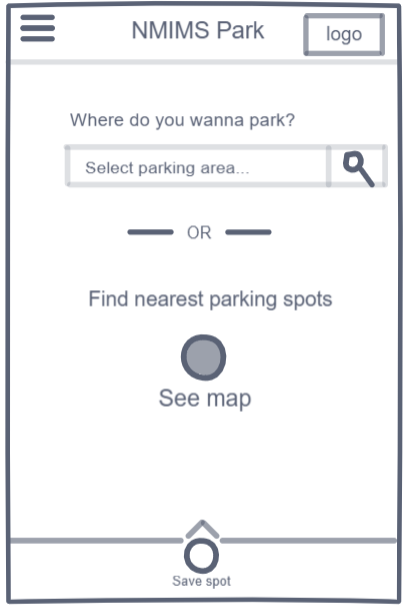 NMIMS Park
logo
Where do you wanna park?
Select parking area...
OR
Find nearest parking spots
See map
Save spot